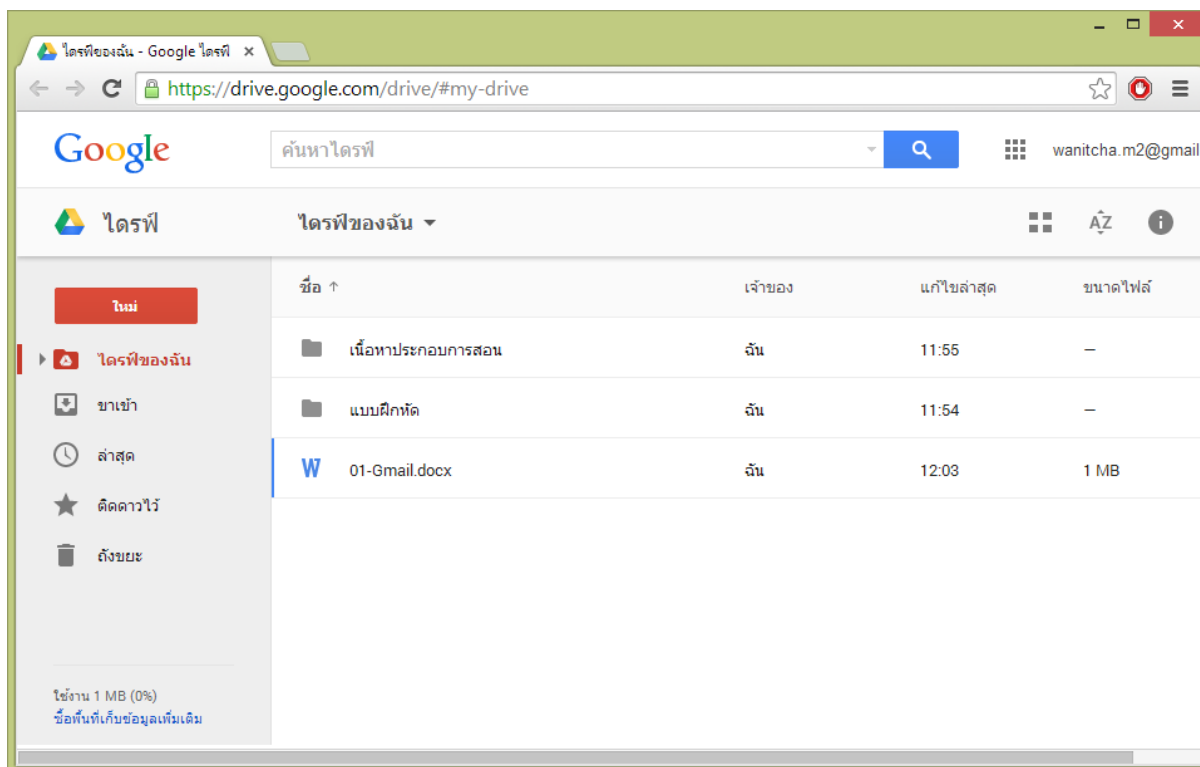 ไดรฟ์ของฉัน - Google ไดรฟ์
https://drive.google.com/drive/#my-drive
Google
ค้นหาไดรฟ์
wanitcha.m2@gmail
ไดรฟ์
ไดรฟ์ของฉัน
AZ
ใหม่
ไดรฟ์ของฉัน
ขาเข้า
ล่าสุด
ติดดาวไว้
ถังขยะ
ใช้งาน 1 MB (0%)
ซื้อพื้นที่เก็บข้อมูลเพิ่มเติม
ชื่อ เจ้าของ แก้ไขล่าสุด ขนาดไฟล์
เนื้อหาประกอบการสอน ฉัน 11:55 —
แบบฝึกหัด ฉัน 11:54 —
W 01-Gmail.docx ฉัน 12:03 1 MB